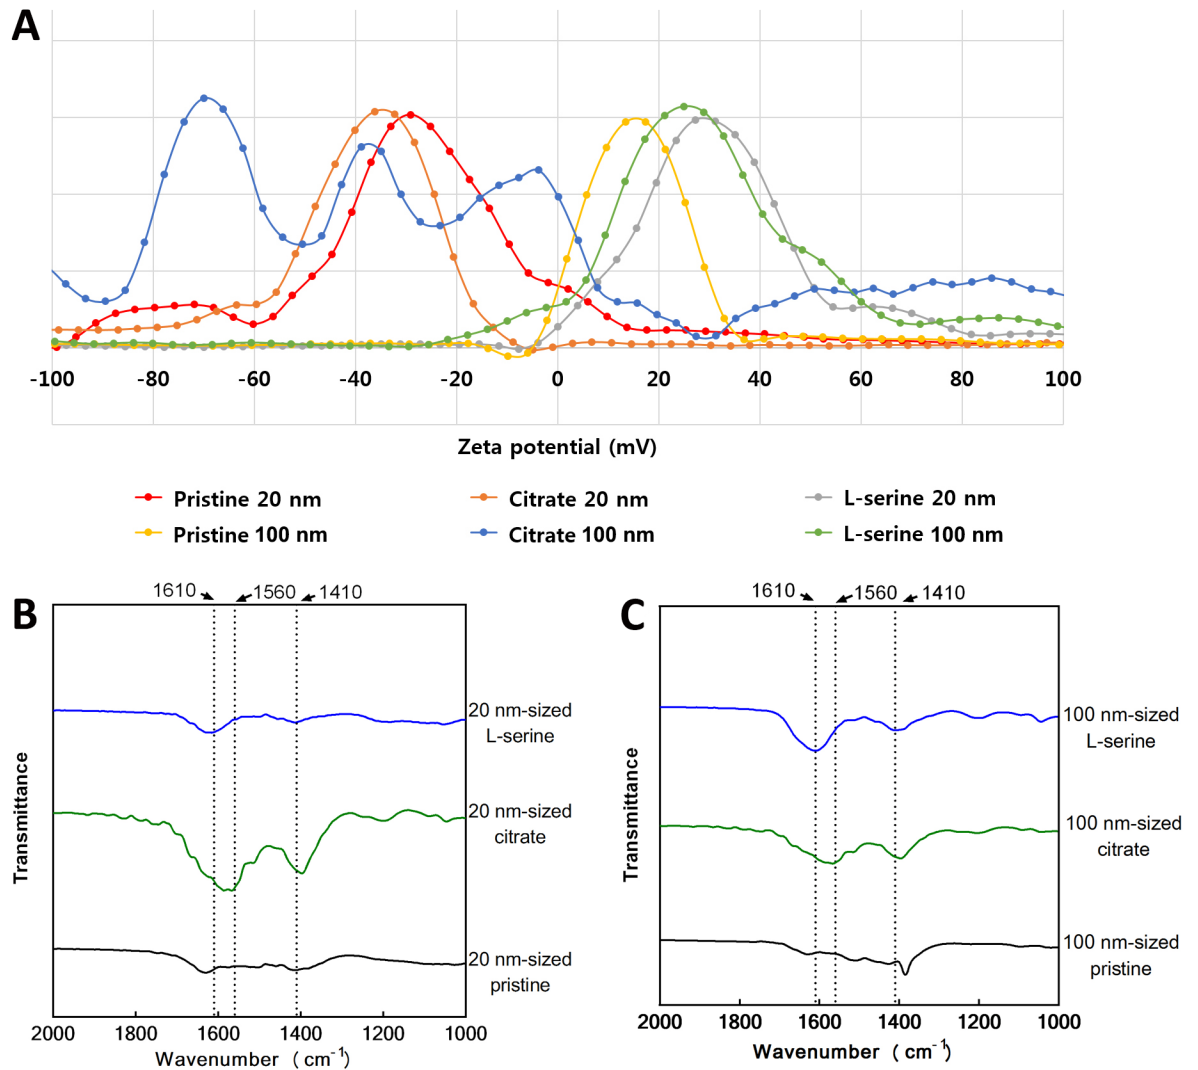 A
-100 -80 -60 -40 -20 0 20 40 60 80 100
Zeta potential (mV)
Pristine 20 nm Citrate 20 nm L-serine 20 nm
Pristine 100 nm Citrate 100 nm L-serine 100 nm
B
1610 1560 1410
20 nm-sized
L-serine
20 nm-sized
citrate
20 nm-sized
pristine
Transmittance
2000 1800 1600 1400 1200 1000
Wavenumber ( cm⁻¹)
C
1610 1560 1410
100 nm-sized
L-serine
100 nm-sized
citrate
100 nm-sized
pristine
Transmittance
2000 1800 1600 1400 1200 1000
Wavenumber ( cm⁻¹)